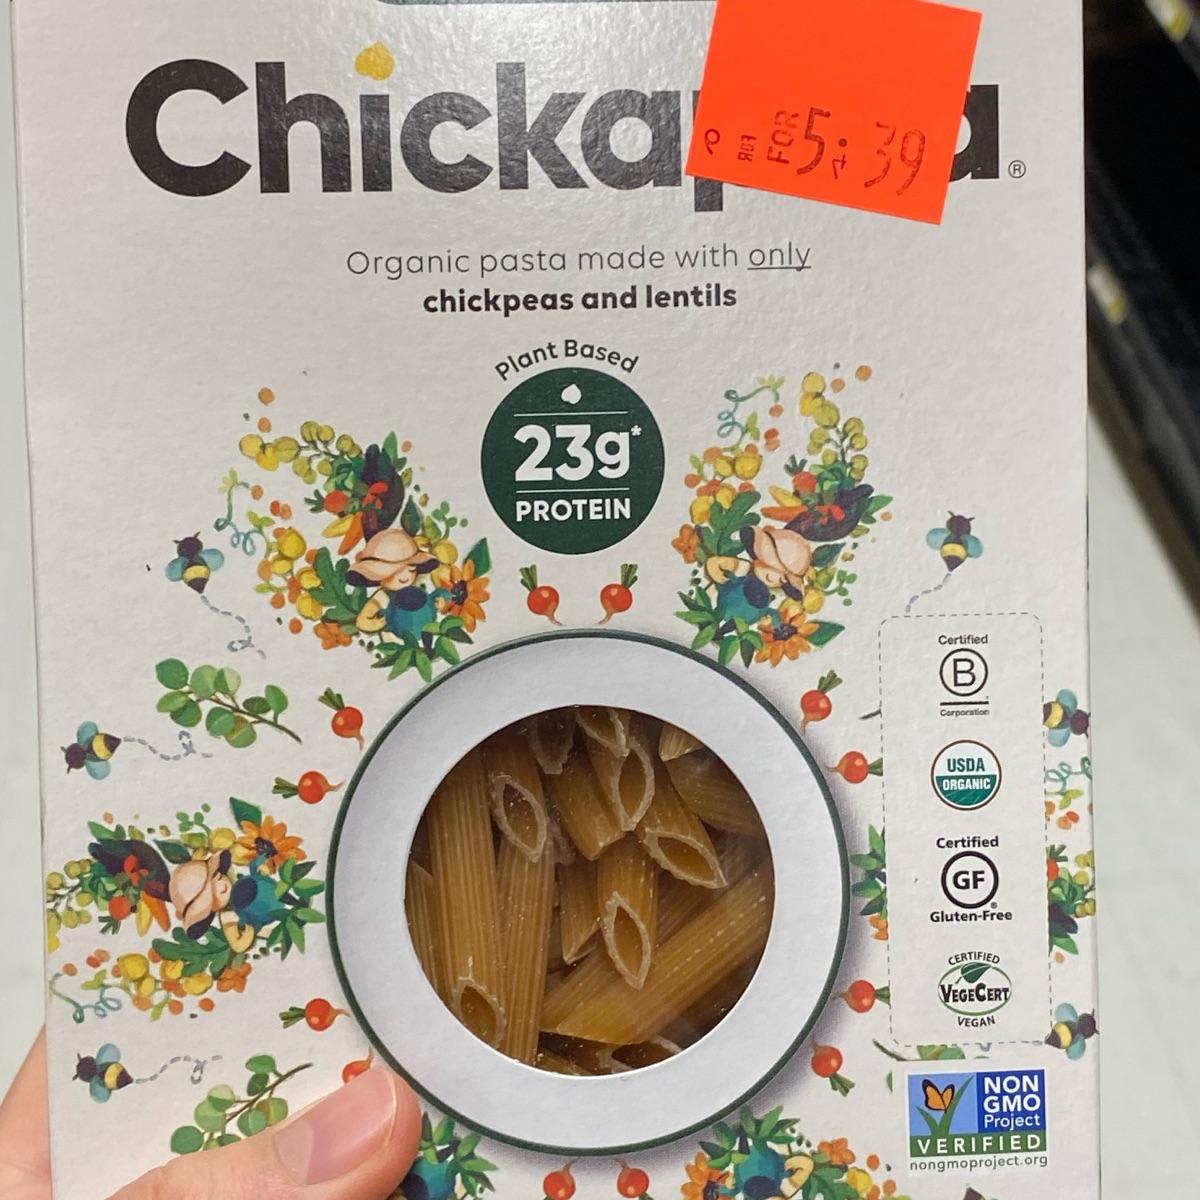 Chicka
FOR 5.39
Organic pasta made with only
chickpeas and lentils
Plant Based
23g*
PROTEIN
Certified
B
Corporation
USDA
ORGANIC
Certified
GF
Gluten-Free
CERTIFIED
VEGECERT
VEGAN
NON
GMO
Project
VERIFIED
nongmoproject.org